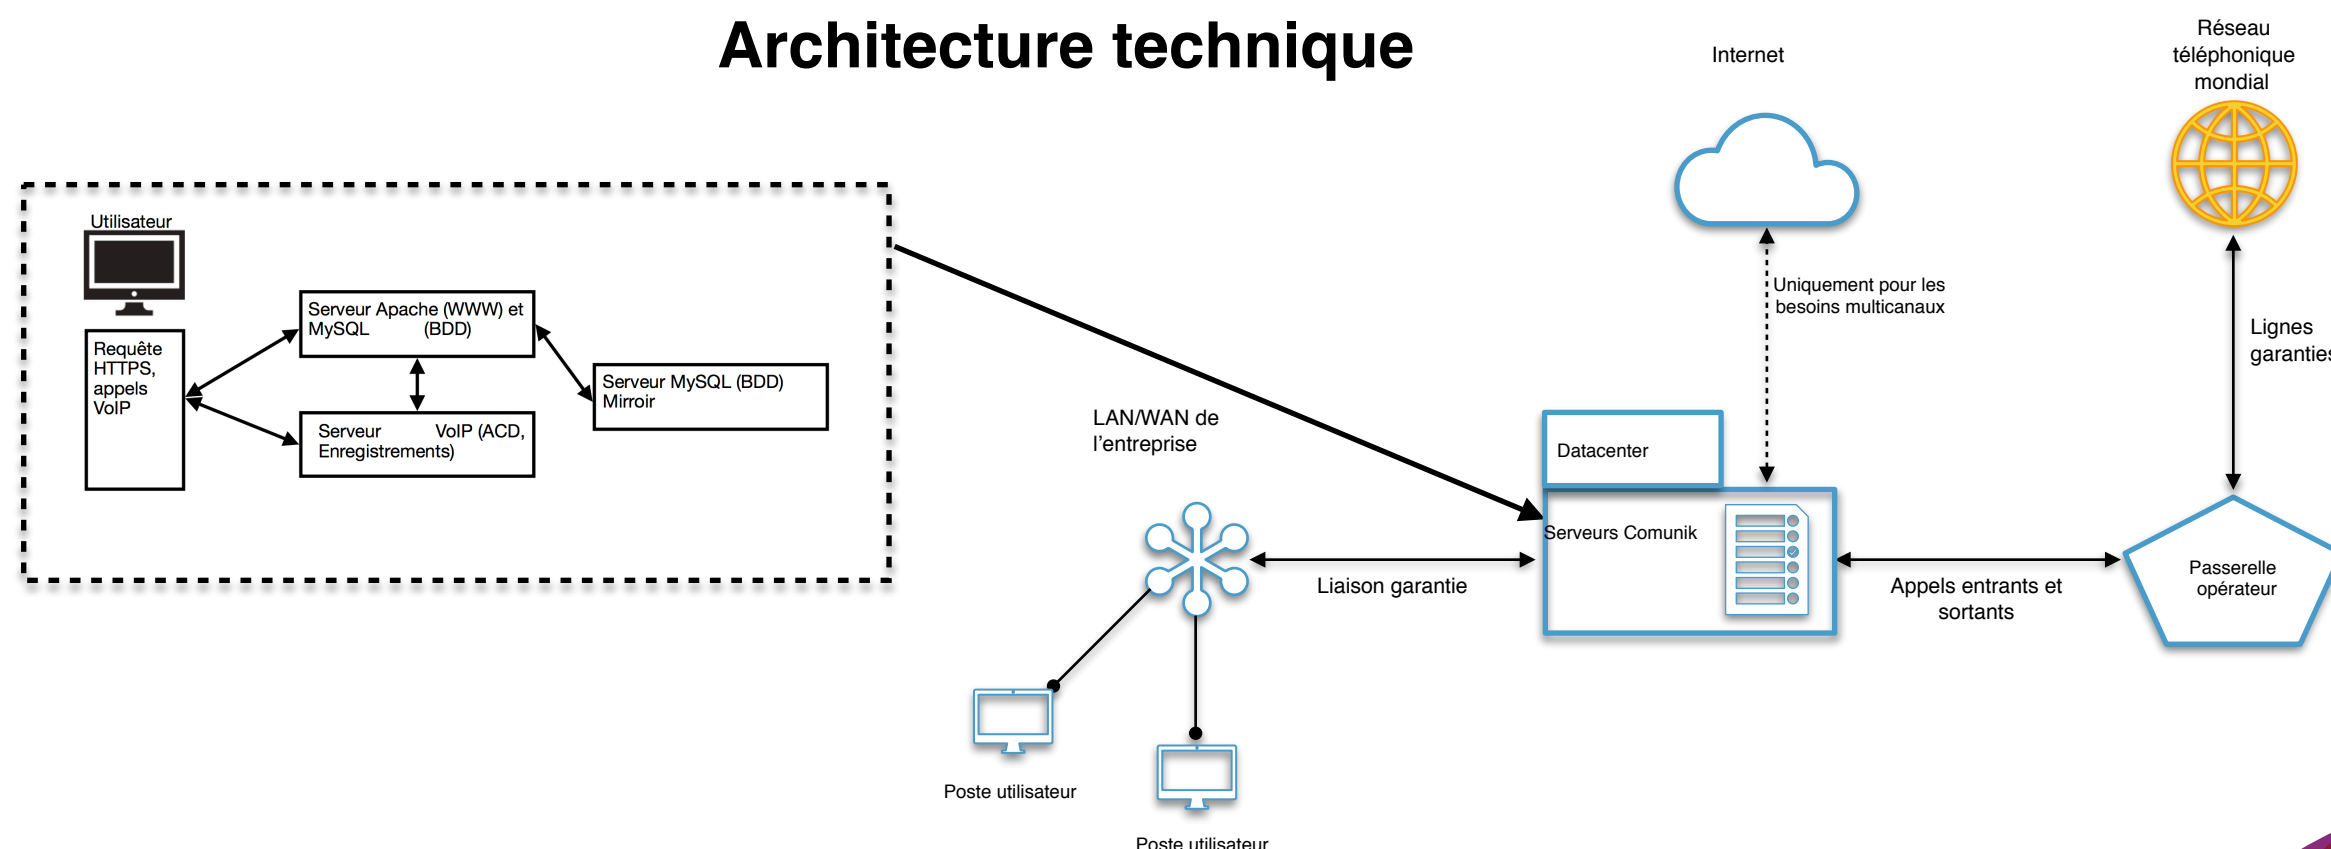 Architecture technique
Internet
Réseau
téléphonique
mondial
Utilisateur
Requête
HTTPS,
appels
VoIP
Serveur Apache (WWW) et
MySQL (BDD)
Serveur VoIP (ACD,
Enregistrements)
Serveur MySQL (BDD)
Mirroir
Uniquement pour les
besoins multicanaux
Lignes
garanties
LAN/WAN de
l'entreprise
Datacenter
Serveurs Comunik
Liaison garantie
Appels entrants et
sortants
Passerelle
opérateur
Poste utilisateur
Poste utilisateur